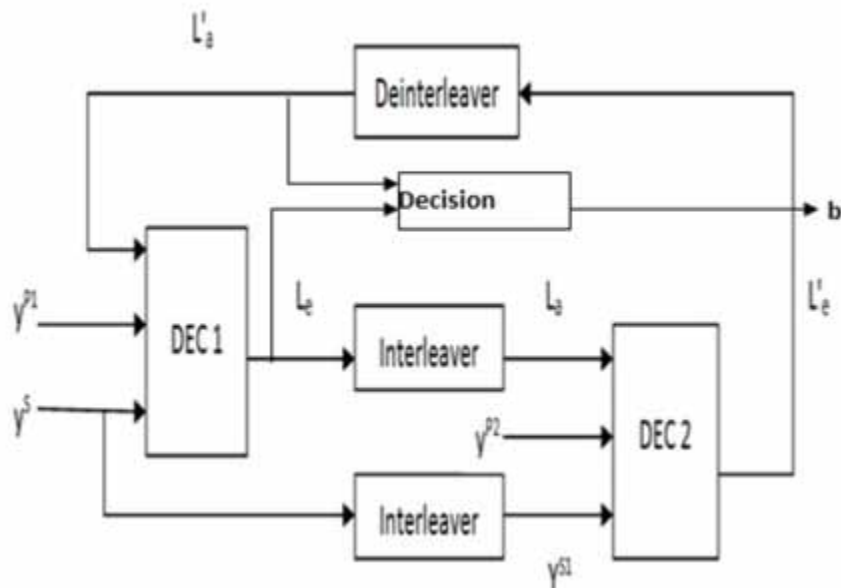 L'a
Deinterleaver
Decision
b
Le
La
L'e
yP1
DEC 1
Interleaver
yS
yP2
DEC 2
Interleaver
yS1